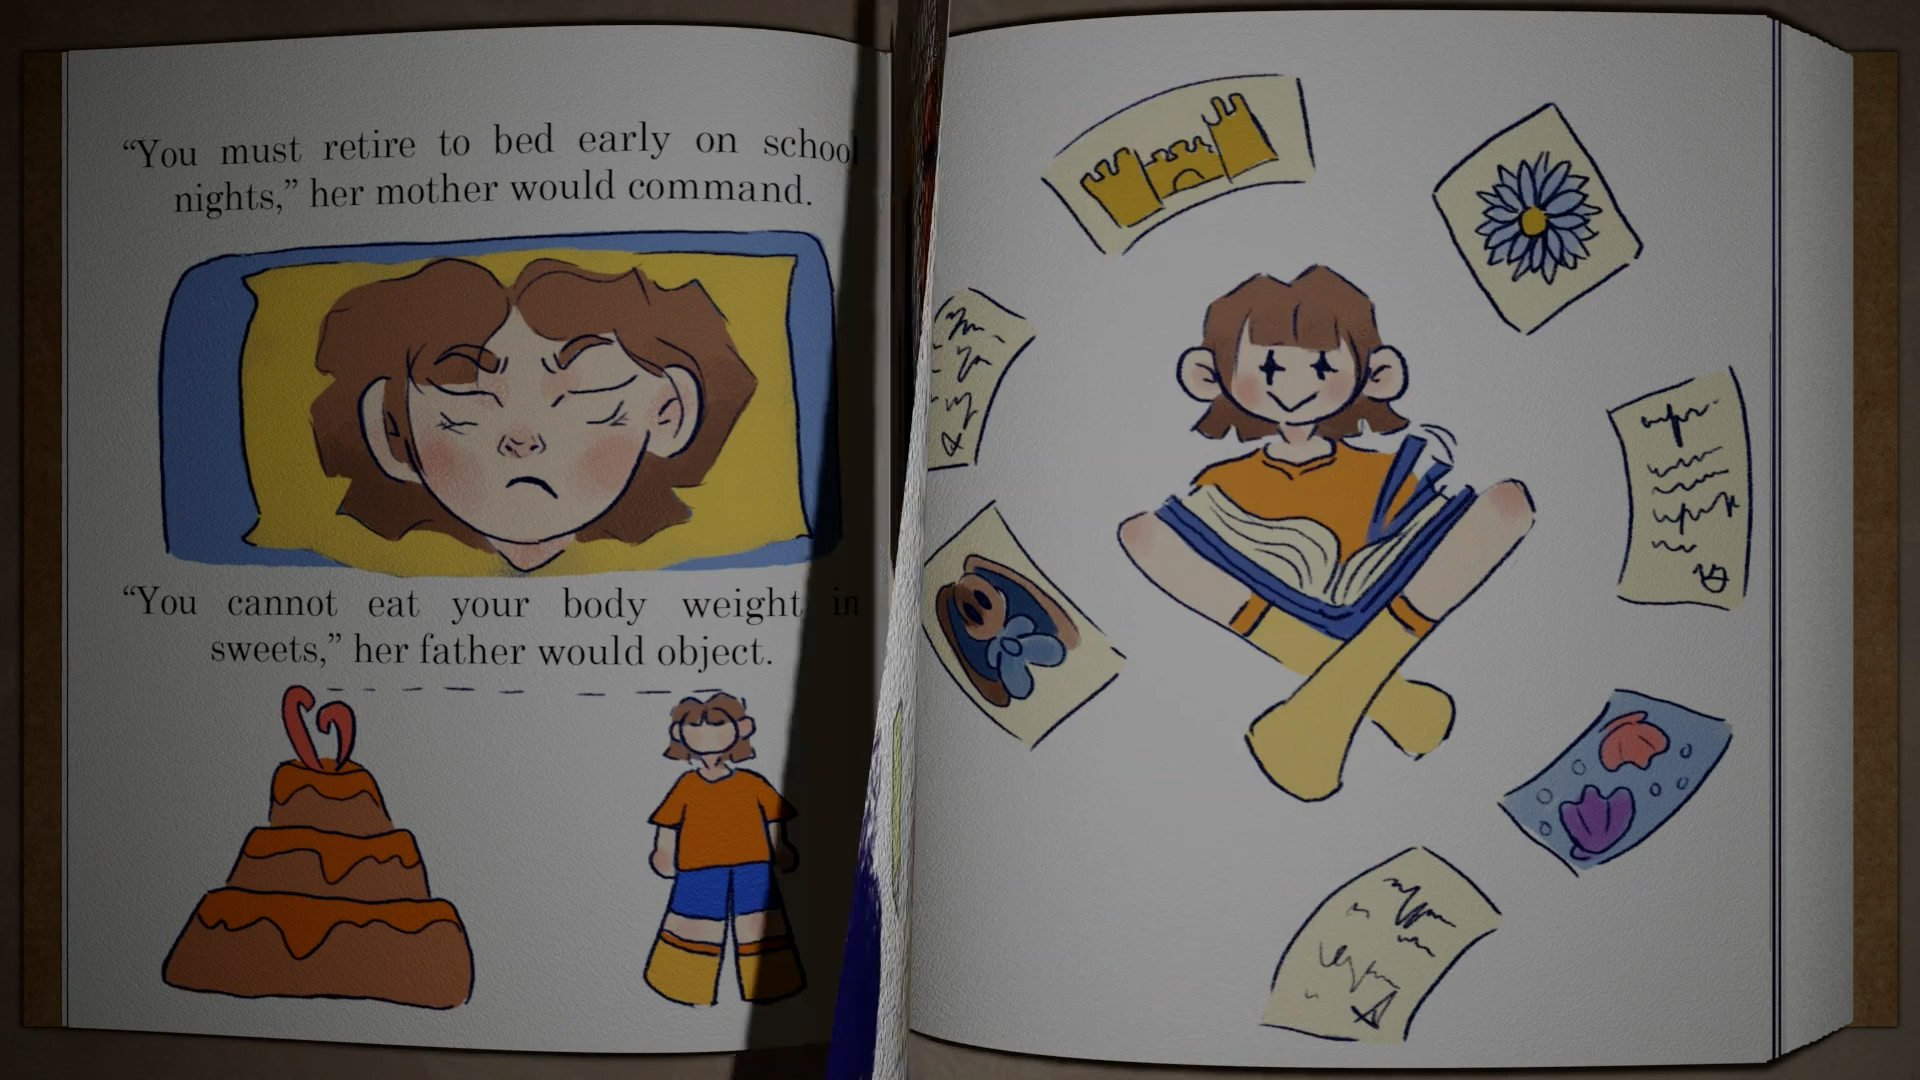 “You must retire to bed early on school
nights,” her mother would command.
“You cannot eat your body weight in
sweets,” her father would object.